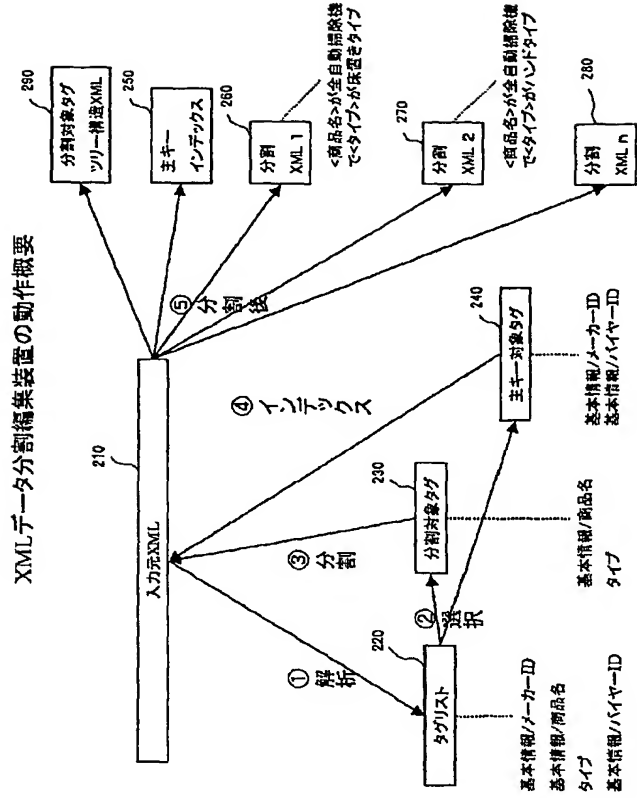 XMLデータ分割編集装置の動作概要
210
入力元XML
① 解析
② 選択
③ 分割
④ インデックス
⑤ 分割後
220
タグリスト
基本情報/メーカーID
基本情報/商品名
タイプ
基本情報/バイヤーID
230
分割対象タグ
基本情報/商品名
タイプ
240
主キー対象タグ
基本情報/メーカーID
基本情報/バイヤーID
290
分割対象タグ
ツリー構造XML
250
主キー
インデックス
260
分割
XML 1
<商品名>が全自動掃除機
で<タイプ>が床置きタイプ
270
分割
XML 2
<商品名>が全自動掃除機
で<タイプ>がハンドタイプ
280
分割
XML n